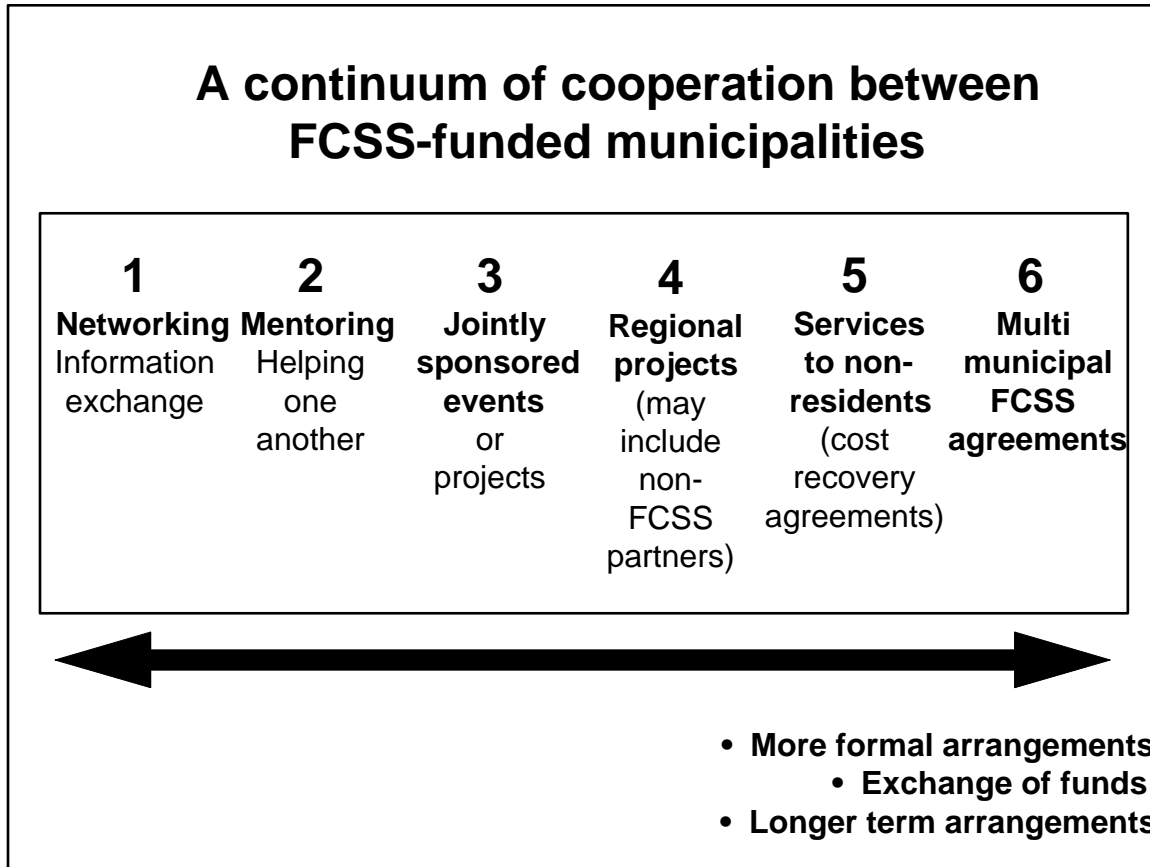 A continuum of cooperation between
FCSS-funded municipalities
1
Networking
Information
exchange
2
Mentoring
Helping
one
another
3
Jointly
sponsored
events
or
projects
4
Regional
projects
(may
include
non-
FCSS
partners)
5
Services
to non-
residents
(cost
recovery
agreements)
6
Multi
municipal
FCSS
agreements
• More formal arrangements
• Exchange of funds
• Longer term arrangements